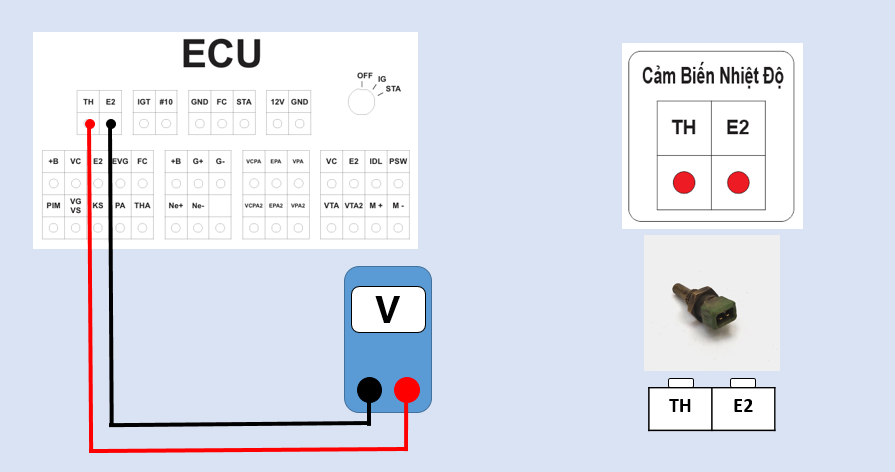 ECU
OFF IG STA
TH E2 IGT #10 GND FC STA 12V GND
+B VC E2 EVG FC +B G+ G- VCPA EPA VPA VC E2 IDL PSW
PIM VG VS KS PA THA Ne+ Ne- VCPA2 EPA2 VPA2 VTA VTA2 M + M -
V
Cảm Biến Nhiệt Độ
TH E2
TH E2